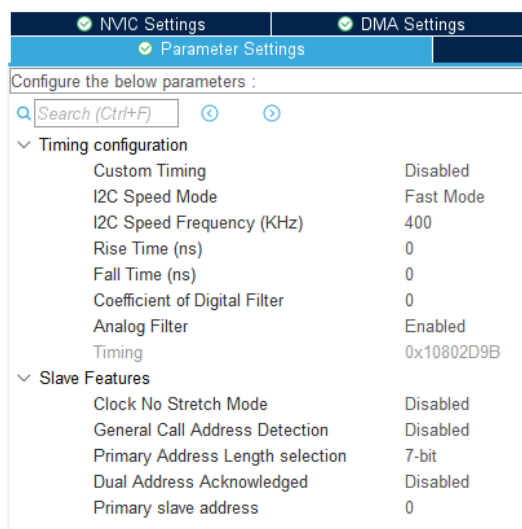 NVIC Settings DMA Settings
Parameter Settings
Configure the below parameters :
Search (Ctrl+F)
Timing configuration
Custom Timing Disabled
I2C Speed Mode Fast Mode
I2C Speed Frequency (KHz) 400
Rise Time (ns) 0
Fall Time (ns) 0
Coefficient of Digital Filter 0
Analog Filter Enabled
Timing 0x10802D9B
Slave Features
Clock No Stretch Mode Disabled
General Call Address Detection Disabled
Primary Address Length selection 7-bit
Dual Address Acknowledged Disabled
Primary slave address 0